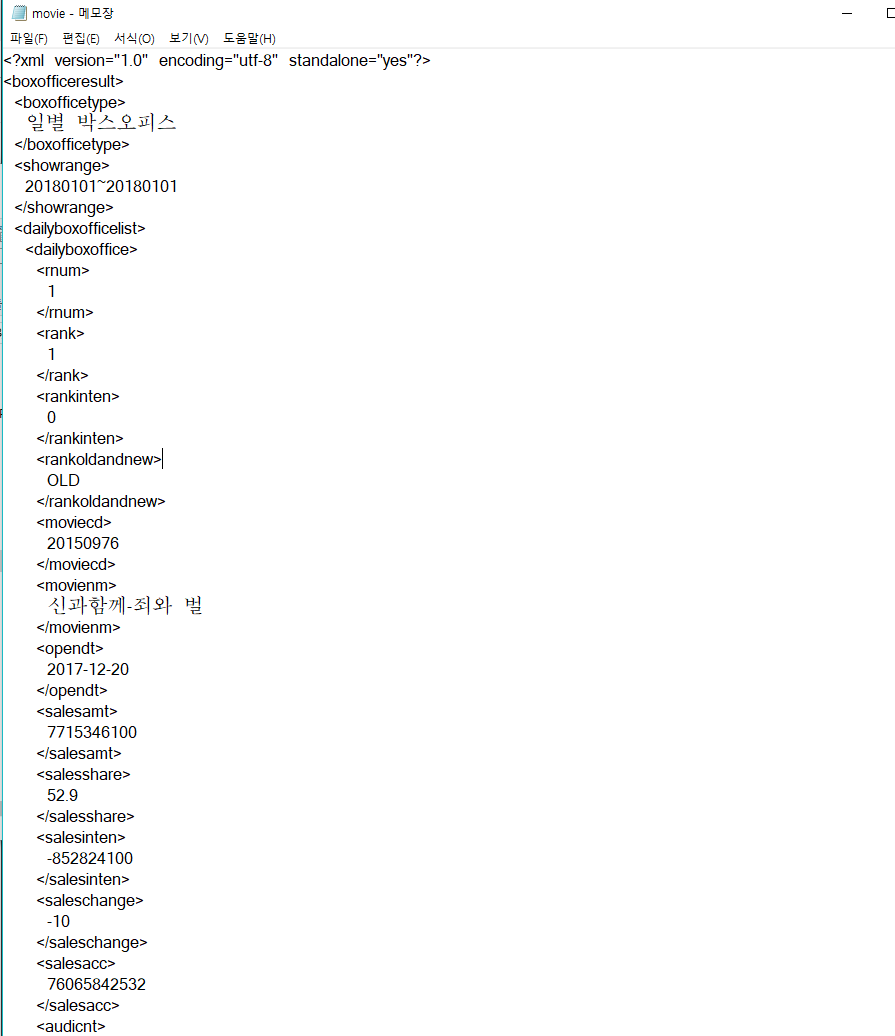 movie - 메모장
파일(F) 편집(E) 서식(O) 보기(V) 도움말(H)
<?xml version="1.0" encoding="utf-8" standalone="yes"?>
<boxofficeresult>
<boxofficetype>
일별 박스오피스
</boxofficetype>
<showrange>
20180101~20180101
</showrange>
<dailyboxofficelist>
<dailyboxoffice>
<rnum>
1
</rnum>
<rank>
1
</rank>
<rankinten>
0
</rankinten>
<rankoldandnew>
OLD
</rankoldandnew>
<moviecd>
20150976
</moviecd>
<movienm>
신과함께-죄와 벌
</movienm>
<opendt>
2017-12-20
</opendt>
<salesamt>
7715346100
</salesamt>
<salesshare>
52.9
</salesshare>
<salesinten>
-852824100
</salesinten>
<saleschange>
-10
</saleschange>
<salesacc>
76065842532
</salesacc>
<audicnt>